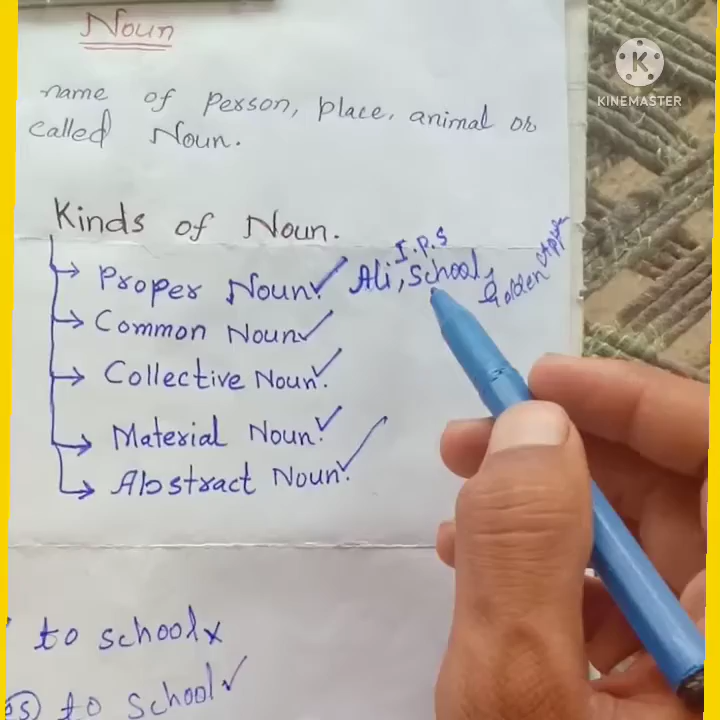 Noun
KINEMASTER
name of person, place, animal or
called Noun.
Kinds of Noun.
I.P.S
Proper Noun. Ali, School, Golden Apple
Common Noun
Collective Noun.
Material Noun.
Abstract Noun.
to school x
to school